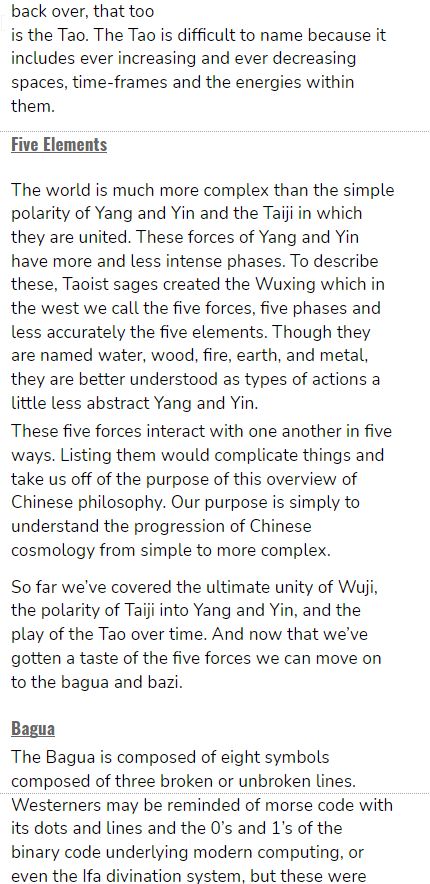 back over, that too
is the Tao. The Tao is difficult to name because it
includes ever increasing and ever decreasing
spaces, time-frames and the energies within
them.
Five Elements
The world is much more complex than the simple
polarity of Yang and Yin and the Taiji in which
they are united. These forces of Yang and Yin
have more and less intense phases. To describe
these, Taoist sages created the Wuxing which in
the west we call the five forces, five phases and
less accurately the five elements. Though they
are named water, wood, fire, earth, and metal,
they are better understood as types of actions a
little less abstract Yang and Yin.
These five forces interact with one another in five
ways. Listing them would complicate things and
take us off of the purpose of this overview of
Chinese philosophy. Our purpose is simply to
understand the progression of Chinese
cosmology from simple to more complex.
So far we’ve covered the ultimate unity of Wuji,
the polarity of Taiji into Yang and Yin, and the
play of the Tao over time. And now that we’ve
gotten a taste of the five forces we can move on
to the bagua and bazi.
Bagua
The Bagua is composed of eight symbols
composed of three broken or unbroken lines.
Westerners may be reminded of morse code with
its dots and lines and the 0’s and 1’s of the
binary code underlying modern computing, or
even the Ifa divination system, but these were